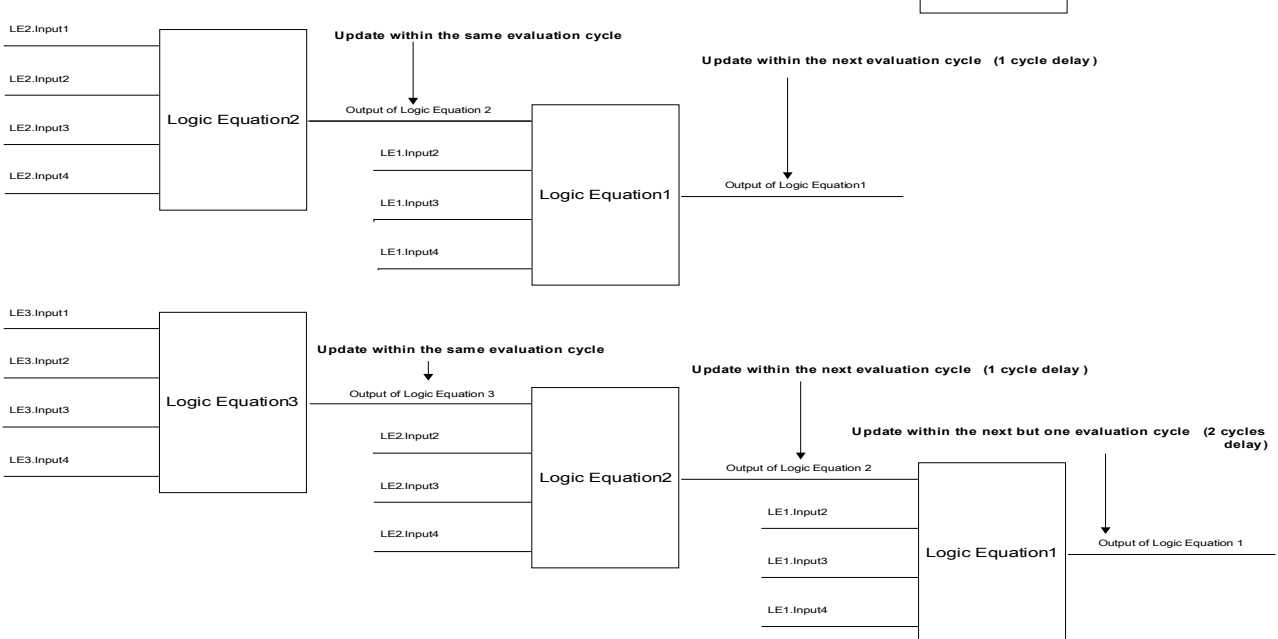 LE2.Input1
LE2.Input2
LE2.Input3
LE2.Input4
Logic Equation2
Update within the same evaluation cycle
Output of Logic Equation 2
LE1.Input2
LE1.Input3
LE1.Input4
Logic Equation1
Update within the next evaluation cycle (1 cycle delay)
Output of Logic Equation1
LE3.Input1
LE3.Input2
LE3.Input3
LE3.Input4
Logic Equation3
Update within the same evaluation cycle
Output of Logic Equation 3
LE2.Input2
LE2.Input3
LE2.Input4
Logic Equation2
Update within the next evaluation cycle (1 cycle delay )
Output of Logic Equation 2
LE1.Input2
LE1.Input3
LE1.Input4
Logic Equation1
Update within the next but one evaluation cycle (2 cycles
delay)
Output of Logic Equation 1